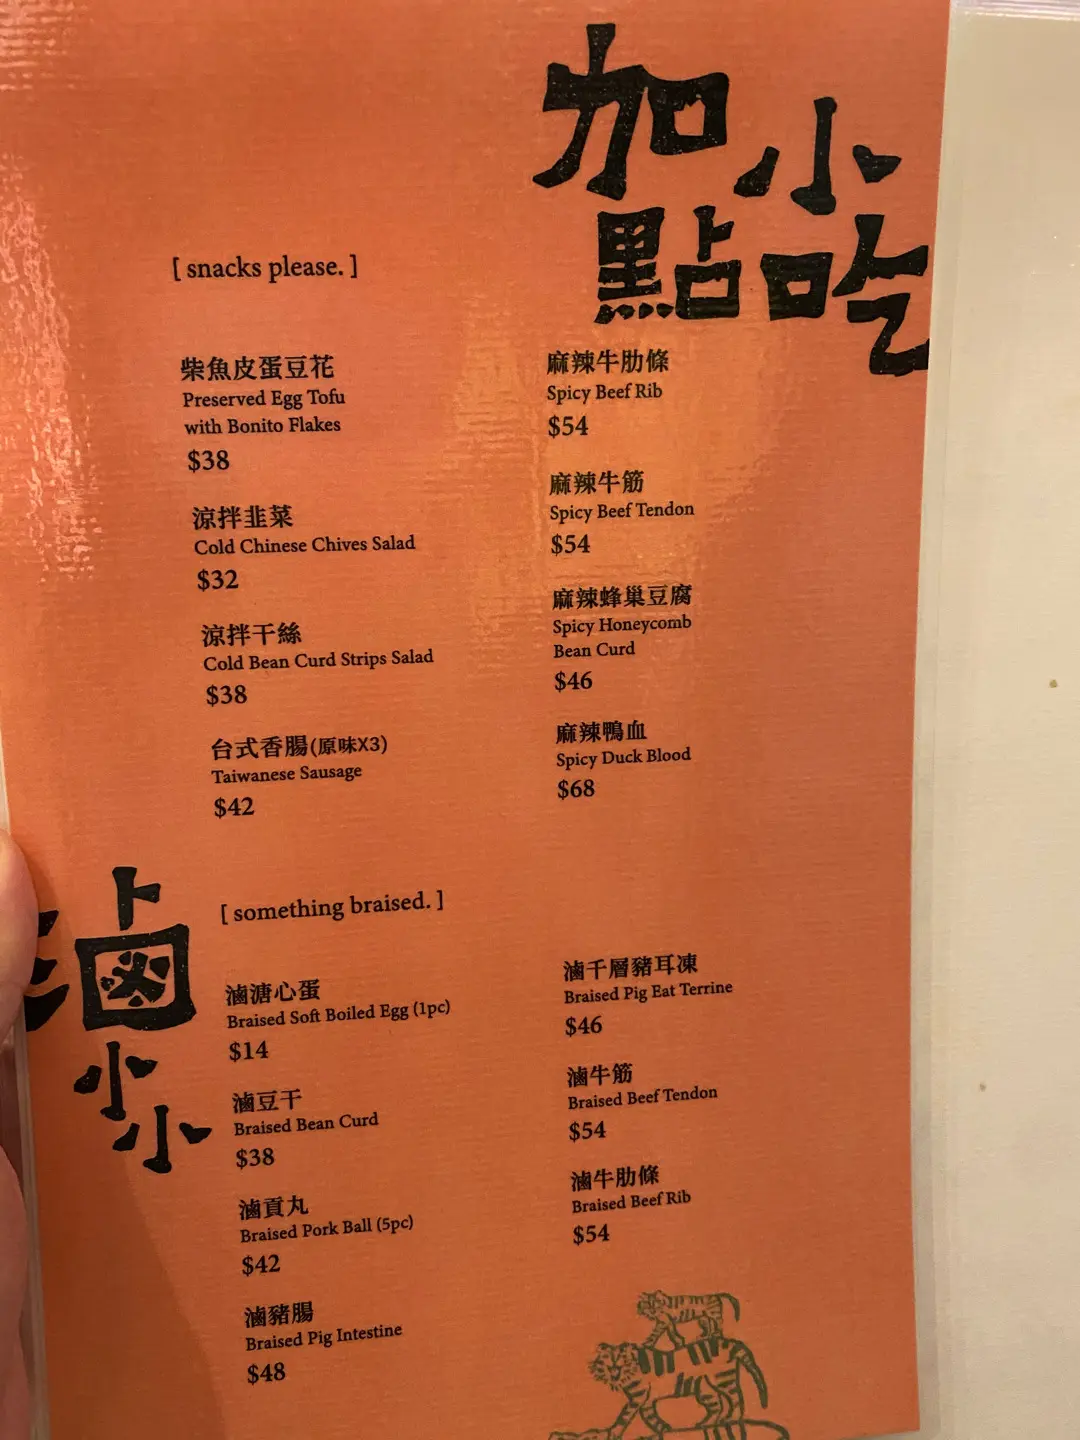 加小
點吃
[ snacks please. ]
柴魚皮蛋豆花
Preserved Egg Tofu
with Bonito Flakes
$38
涼拌韭菜
Cold Chinese Chives Salad
$32
涼拌干絲
Cold Bean Curd Strips Salad
$38
台式香腸(原味X3)
Taiwanese Sausage
$42
麻辣牛肋條
Spicy Beef Rib
$54
麻辣牛筋
Spicy Beef Tendon
$54
麻辣蜂巢豆腐
Spicy Honeycomb
Bean Curd
$46
麻辣鴨血
Spicy Duck Blood
$68
滷小小
[ something braised. ]
滷溏心蛋
Braised Soft Boiled Egg (1pc)
$14
滷豆干
Braised Bean Curd
$38
滷貢丸
Braised Pork Ball (5pc)
$42
滷豬腸
Braised Pig Intestine
$48
滷千層豬耳凍
Braised Pig Eat Terrine
$46
滷牛筋
Braised Beef Tendon
$54
滷牛肋條
Braised Beef Rib
$54